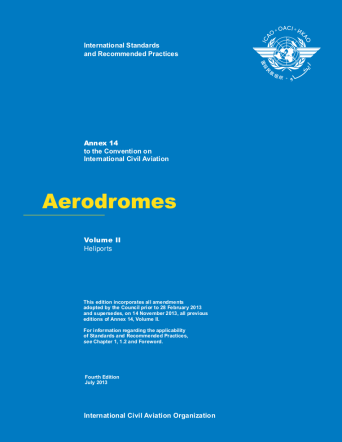 International Standards
and Recommended Practices
ICAO · OACI · ИКАО
Annex 14
to the Convention on
International Civil Aviation
Aerodromes
Volume II
Heliports
This edition incorporates all amendments
adopted by the Council prior to 28 February 2013
and supersedes, on 14 November 2013, all previous
editions of Annex 14, Volume II.
For information regarding the applicability
of Standards and Recommended Practices,
see Chapter 1, 1.2 and Foreword.
Fourth Edition
July 2013
International Civil Aviation Organization